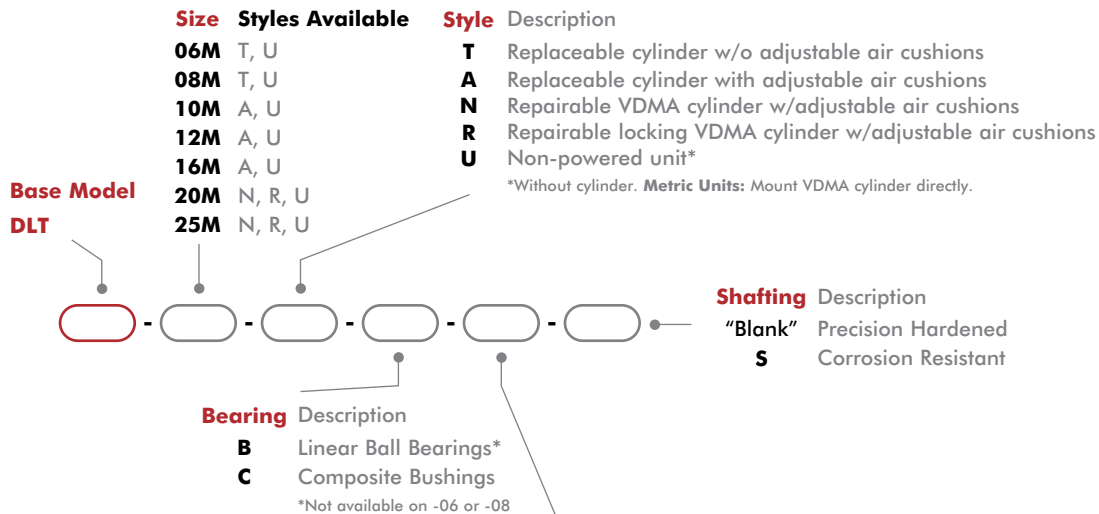 Size Styles Available
06M T, U
08M T, U
10M A, U
12M A, U
16M A, U
20M N, R, U
25M N, R, U
Style Description
T Replaceable cylinder w/o adjustable air cushions
A Replaceable cylinder with adjustable air cushions
N Repairable VDMA cylinder w/adjustable air cushions
R Repairable locking VDMA cylinder w/adjustable air cushions
U Non-powered unit*
*Without cylinder. Metric Units: Mount VDMA cylinder directly.
Base Model
DLT
- - - - -
Shafting Description
"Blank" Precision Hardened
S Corrosion Resistant
Bearing Description
B Linear Ball Bearings*
C Composite Bushings
*Not available on -06 or -08